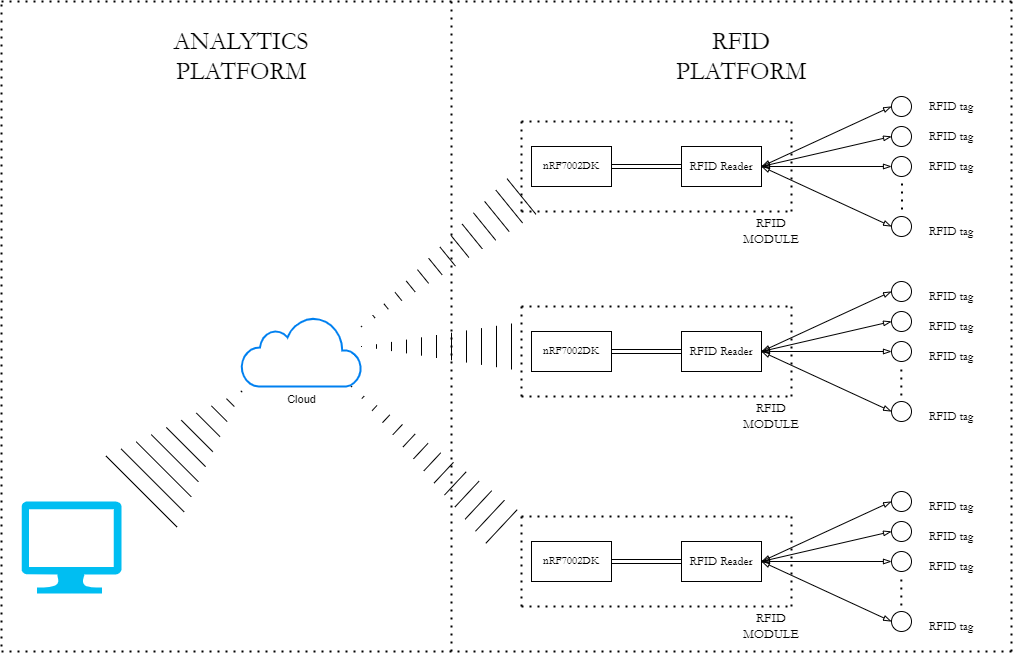 ANALYTICS
PLATFORM
RFID
PLATFORM
RFID tag
RFID tag
nRF7002DK
RFID Reader
RFID tag
RFID
MODULE
RFID tag
RFID tag
RFID tag
nRF7002DK
RFID Reader
RFID tag
Cloud
RFID
MODULE
RFID tag
RFID tag
RFID tag
nRF7002DK
RFID Reader
RFID tag
RFID
MODULE
RFID tag